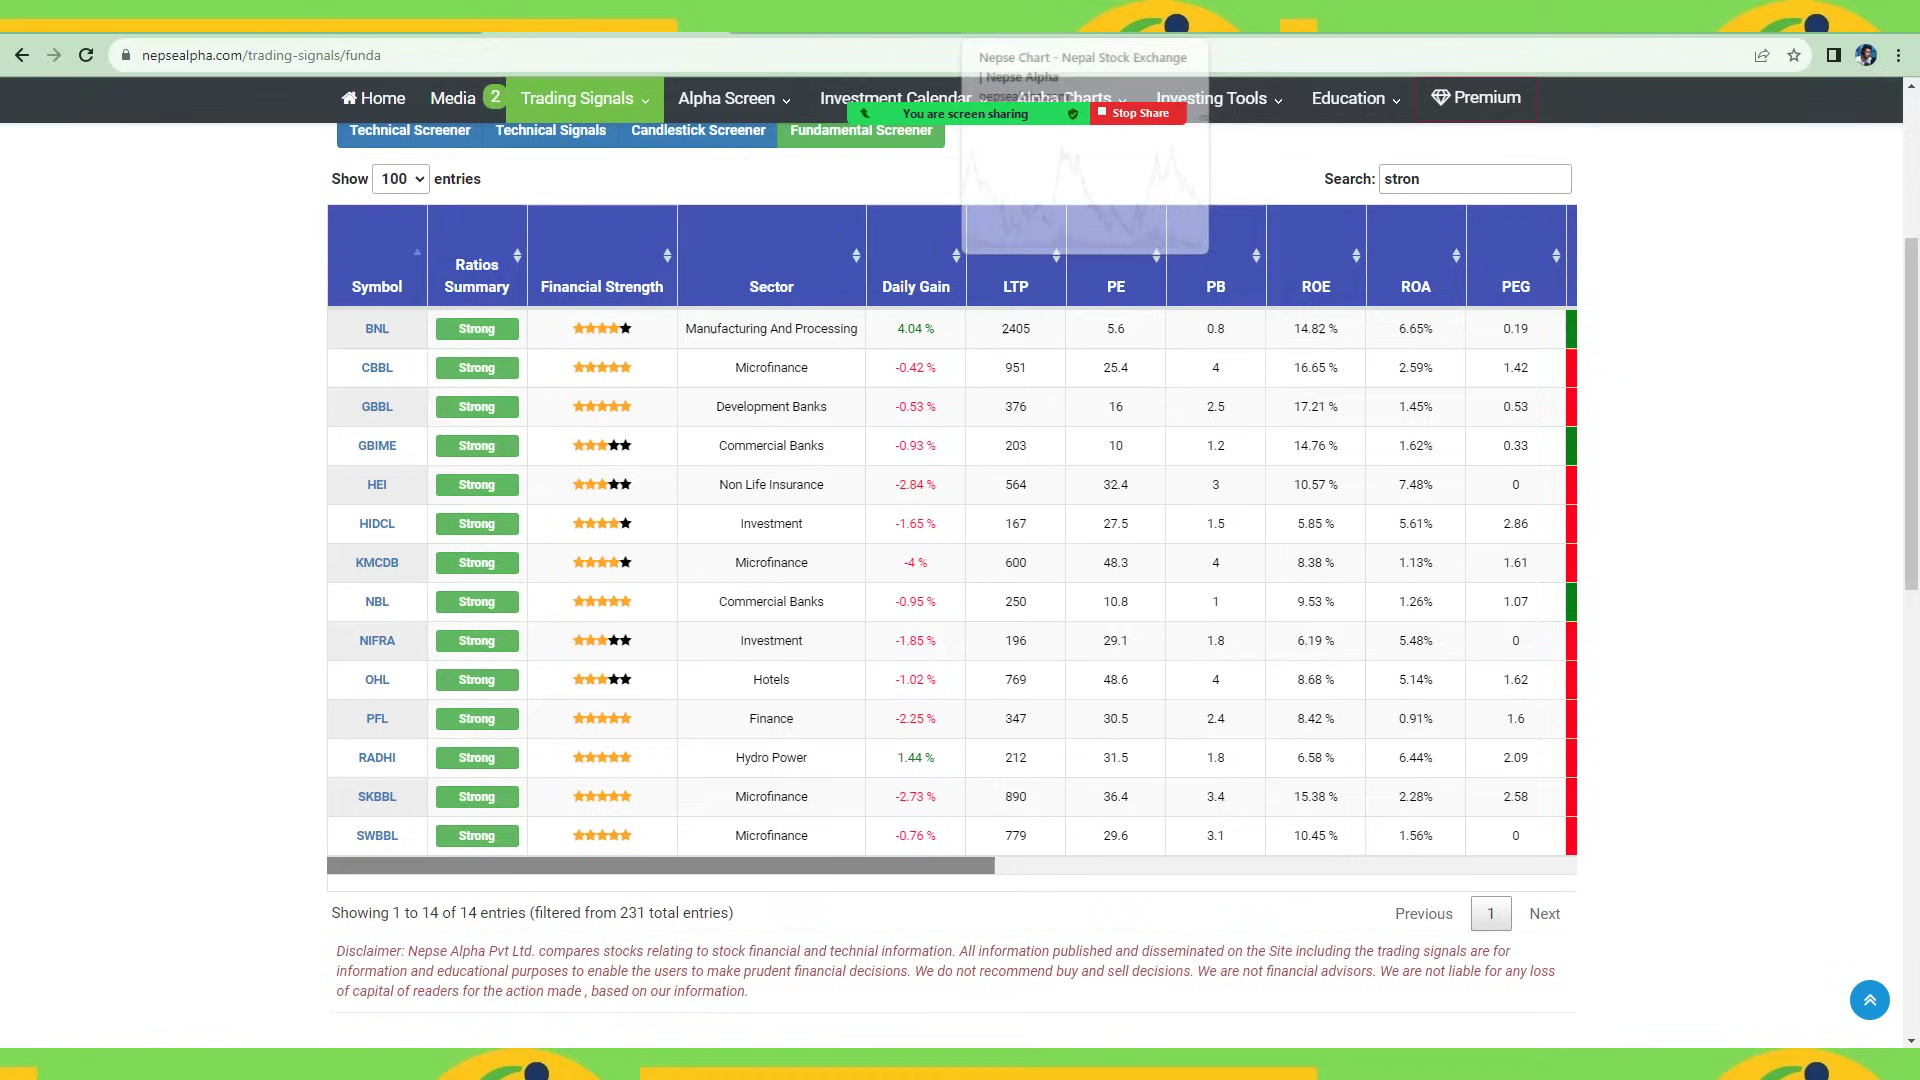 nepsealpha.com/trading-signals/funda
Nepse Chart - Nepal Stock Exchange
| Nepse Alpha
Home Media 2 Trading Signals Alpha Screen Investment Calendar Alpha Charts Investing Tools Education Premium
You are screen sharing Stop Share
Technical Screener Technical Signals Candlestick Screener Fundamental Screener
Show 100 entries Search: stron
Symbol Ratios Summary Financial Strength Sector Daily Gain LTP PE PB ROE ROA PEG
BNL Strong Manufacturing And Processing 4.04 % 2405 5.6 0.8 14.82 % 6.65% 0.19
CBBL Strong Microfinance -0.42 % 951 25.4 4 16.65 % 2.59% 1.42
GBBL Strong Development Banks -0.53 % 376 16 2.5 17.21 % 1.45% 0.53
GBIME Strong Commercial Banks -0.93 % 203 10 1.2 14.76 % 1.62% 0.33
HEI Strong Non Life Insurance -2.84 % 564 32.4 3 10.57 % 7.48% 0
HIDCL Strong Investment -1.65 % 167 27.5 1.5 5.85 % 5.61% 2.86
KMCDB Strong Microfinance -4 % 600 48.3 4 8.38 % 1.13% 1.61
NBL Strong Commercial Banks -0.95 % 250 10.8 1 9.53 % 1.26% 1.07
NIFRA Strong Investment -1.85 % 196 29.1 1.8 6.19 % 5.48% 0
OHL Strong Hotels -1.02 % 769 48.6 4 8.68 % 5.14% 1.62
PFL Strong Finance -2.25 % 347 30.5 2.4 8.42 % 0.91% 1.6
RADHI Strong Hydro Power 1.44 % 212 31.5 1.8 6.58 % 6.44% 2.09
SKBBL Strong Microfinance -2.73 % 890 36.4 3.4 15.38 % 2.28% 2.58
SWBBL Strong Microfinance -0.76 % 779 29.6 3.1 10.45 % 1.56% 0
Showing 1 to 14 of 14 entries (filtered from 231 total entries) Previous 1 Next
Disclaimer: Nepse Alpha Pvt Ltd. compares stocks relating to stock financial and technial information. All information published and disseminated on the Site including the trading signals are for
information and educational purposes to enable the users to make prudent financial decisions. We do not recommend buy and sell decisions. We are not financial advisors. We are not liable for any loss
of capital of readers for the action made , based on our information.